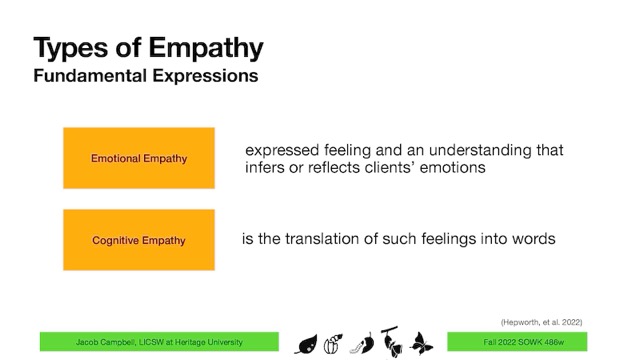 Types of Empathy
Fundamental Expressions
Emotional Empathy
expressed feeling and an understanding that
infers or reflects clients’ emotions
Cognitive Empathy
is the translation of such feelings into words
(Hepworth, et al. 2022)
Jacob Campbell, LICSW at Heritage University
Fall 2022 SOWK 486w